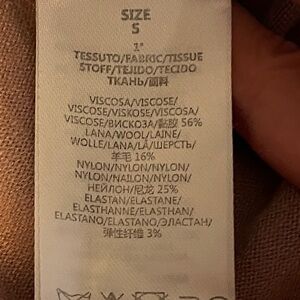 SIZE
S
1°
TESSUTO/FABRIC/TISSUE
STOFF/TEJIDO/TECIDO
ТКАНЬ/面料
VISCOSA/VISCOSE/
VISCOSE/VISKOSE/VISCOSA/
VISCOSE/ВИСКОЗА/黏胶 56%
LANA/WOOL/LAINE/
WOLLE/LANA/LÃ/ШЕРСТЬ/
羊毛 16%
NYLON/NYLON/NYLON/
NYLON/NAILON/NYLON/
НЕЙЛОН/尼龙 25%
ELASTAN/ELASTANE/
ELASTHANNE/ELASTHAN/
ELASTANO/ELASTANO/ЭЛАСТАН/
弹性纤维 3%